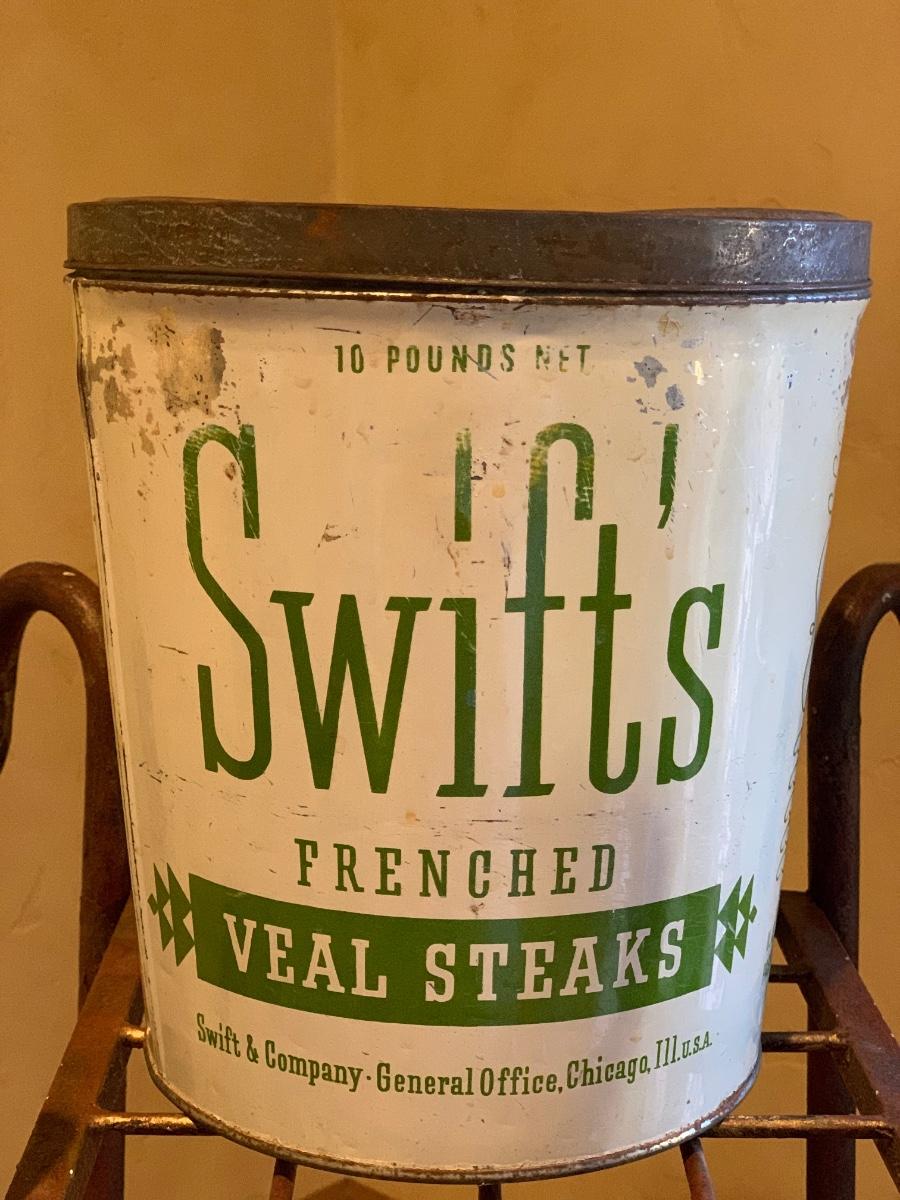 10 POUNDS NET
Swift's
FRENCHED
VEAL STEAKS
Swift & Company · General Office, Chicago, Ill. U.S.A.